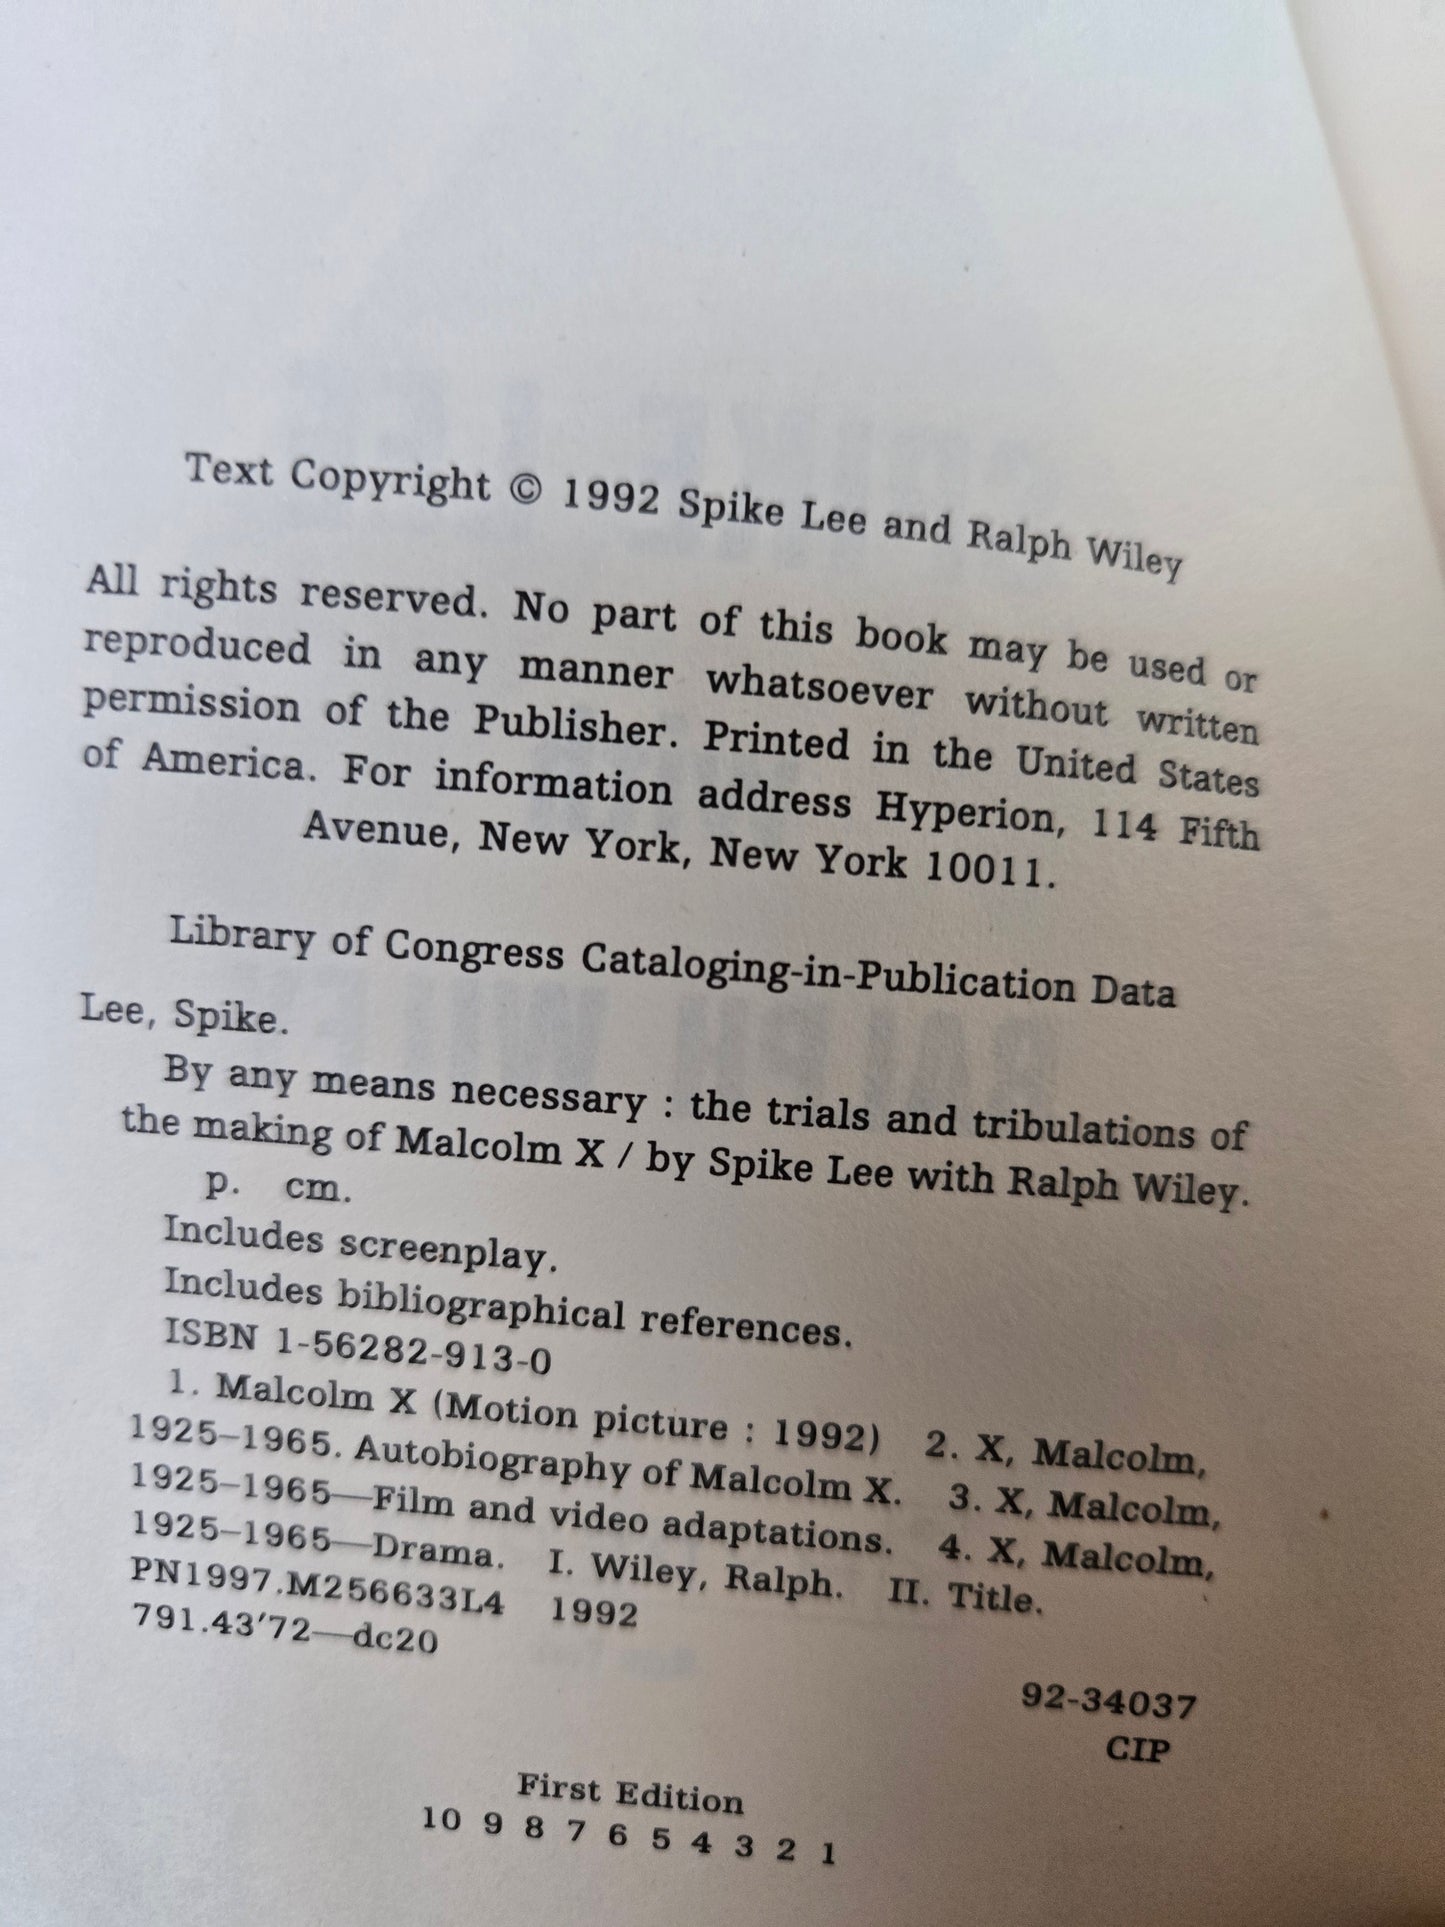 Text Copyright © 1992 Spike Lee and Ralph Wiley
All rights reserved. No part of this book may be used or
reproduced in any manner whatsoever without written
permission of the Publisher. Printed in the United States
of America. For information address Hyperion, 114 Fifth
Avenue, New York, New York 10011.
Library of Congress Cataloging-in-Publication Data
Lee, Spike.
By any means necessary : the trials and tribulations of
the making of Malcolm X / by Spike Lee with Ralph Wiley.
p. cm.
Includes screenplay.
Includes bibliographical references.
ISBN 1-56282-913-0
1. Malcolm X (Motion picture : 1992) 2. X, Malcolm,
1925–1965. Autobiography of Malcolm X. 3. X, Malcolm,
1925–1965—Film and video adaptations. 4. X, Malcolm,
1925–1965—Drama. I. Wiley, Ralph. II. Title.
PN1997.M256633L4 1992
791.43'72—dc20
92-34037
CIP
First Edition
10 9 8 7 6 5 4 3 2 1